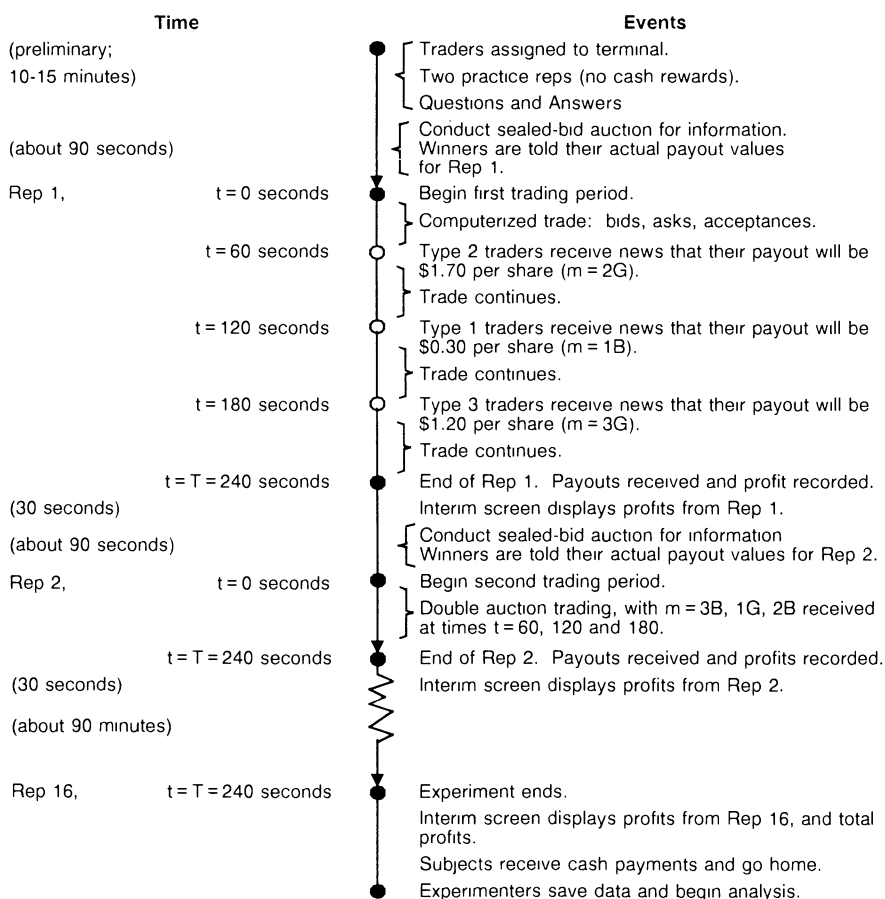 Time Events
(preliminary; Traders assigned to terminal.
10-15 minutes) Two practice reps (no cash rewards).
Questions and Answers
Conduct sealed-bid auction for information.
(about 90 seconds) Winners are told their actual payout values
for Rep 1.
Rep 1, t = 0 seconds Begin first trading period.
Computerized trade: bids, asks, acceptances.
t = 60 seconds Type 2 traders receive news that their payout will be
$1.70 per share (m = 2G).
Trade continues.
t = 120 seconds Type 1 traders receive news that their payout will be
$0.30 per share (m = 1B).
Trade continues.
t = 180 seconds Type 3 traders receive news that their payout will be
$1.20 per share (m = 3G).
Trade continues.
t = T = 240 seconds End of Rep 1. Payouts received and profit recorded.
(30 seconds) Interim screen displays profits from Rep 1.
Conduct sealed-bid auction for information
(about 90 seconds) Winners are told their actual payout values for Rep 2.
Rep 2, t = 0 seconds Begin second trading period.
Double auction trading, with m = 3B, 1G, 2B received
at times t = 60, 120 and 180.
t = T = 240 seconds End of Rep 2. Payouts received and profits recorded.
(30 seconds) Interim screen displays profits from Rep 2.
(about 90 minutes)
Rep 16, t = T = 240 seconds Experiment ends.
Interim screen displays profits from Rep 16, and total
profits.
Subjects receive cash payments and go home.
Experimenters save data and begin analysis.